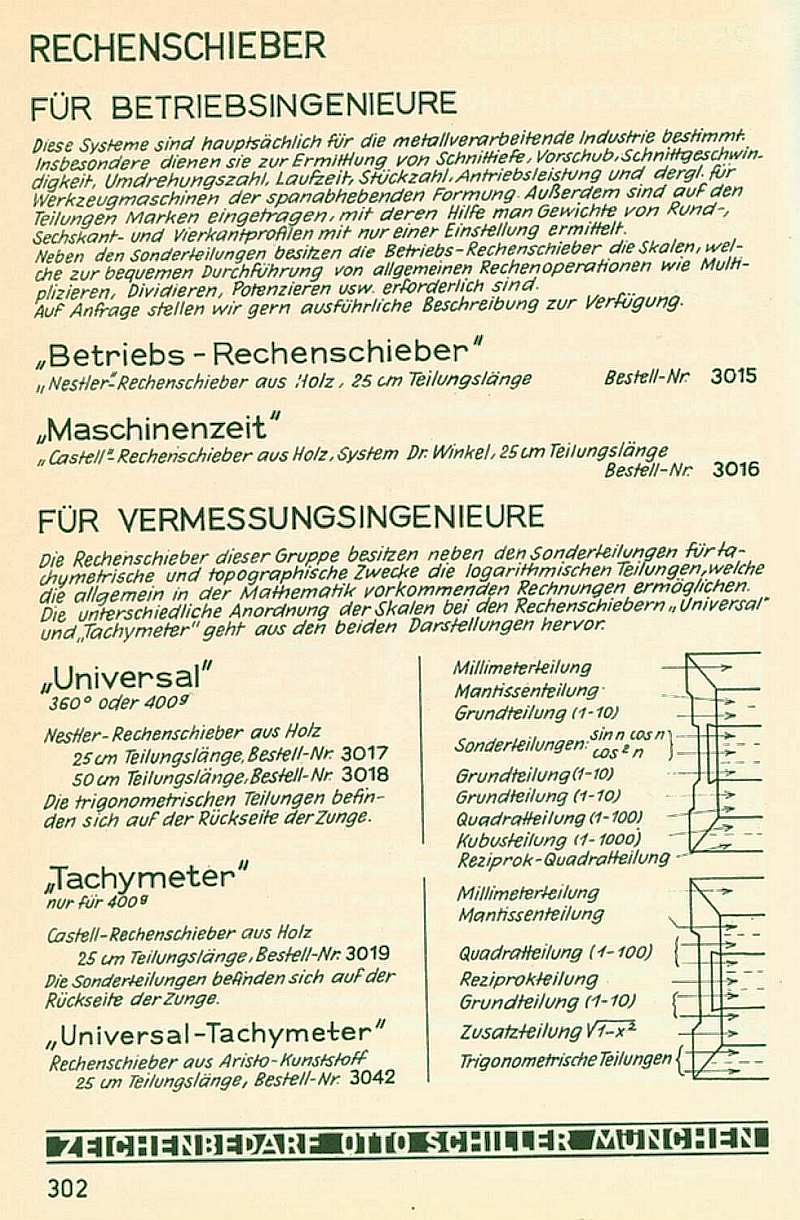 RECHENSCHIEBER
FÜR BETRIEBSINGENIEURE
Diese Systeme sind hauptsächlich für die metallverarbeitende Industrie bestimmt.
Insbesondere dienen sie zur Ermittlung von Schnittiefe, Vorschub, Schnittgeschwin-
digkeit, Umdrehungszahl, Laufzeit, Stückzahl, Antriebsleistung und dergl. für
Werkzeugmaschinen der spanabhebenden Formung. Außerdem sind auf den
Teilungen Marken eingetragen, mit deren Hilfe man Gewichte von Rund-,
Sechskant- und Vierkantprofilen mit nur einer Einstellung ermittelt.
Neben den Sonderteilungen besitzen die Betriebs-Rechenschieber die Skalen, wel-
che zur bequemen Durchführung von allgemeinen Rechenoperationen wie Multi-
plizieren, Dividieren, Potenzieren usw. erforderlich sind.
Auf Anfrage stellen wir gern ausführliche Beschreibung zur Verfügung.
„Betriebs - Rechenschieber"
„Nestler"-Rechenschieber aus Holz, 25 cm Teilungslänge Bestell-Nr. 3015
„Maschinenzeit"
„Castell"-Rechenschieber aus Holz, System Dr. Winkel, 25 cm Teilungslänge
Bestell-Nr. 3016
FÜR VERMESSUNGSINGENIEURE
Die Rechenschieber dieser Gruppe besitzen neben den Sonderteilungen für ta-
chymetrische und topographische Zwecke die logarithmischen Teilungen, welche
die allgemein in der Mathematik vorkommenden Rechnungen ermöglichen.
Die unterschiedliche Anordnung der Skalen bei den Rechenschiebern „Universal"
und „Tachymeter" geht aus den beiden Darstellungen hervor.
„Universal"
360° oder 400g
Nestler-Rechenschieber aus Holz
25 cm Teilungslänge, Bestell-Nr. 3017
50 cm Teilungslänge, Bestell-Nr. 3018
Die trigonometrischen Teilungen befin-
den sich auf der Rückseite der Zunge.
Millimeterteilung
Mantissenteilung
Grundteilung (1-10)
Sonderteilungen: sin n cos n
cos² n
Grundteilung (1-10)
Grundteilung (1-10)
Quadratteilung (1-100)
Kubusteilung (1-1000)
Reziprok-Quadratteilung
„Tachymeter"
nur für 400g
Castell-Rechenschieber aus Holz
25 cm Teilungslänge, Bestell-Nr. 3019
Die Sonderteilungen befinden sich auf der
Rückseite der Zunge.
„Universal-Tachymeter"
Rechenschieber aus Aristo-Kunststoff
25 cm Teilungslänge, Bestell-Nr. 3042
Millimeterteilung
Mantissenteilung
Quadratteilung (1-100)
Reziprokteilung
Grundteilung (1-10)
Zusatzteilung √1-x²
Trigonometrische Teilungen
ZEICHENBEDARF OTTO SCHILLER MÜNCHEN
302